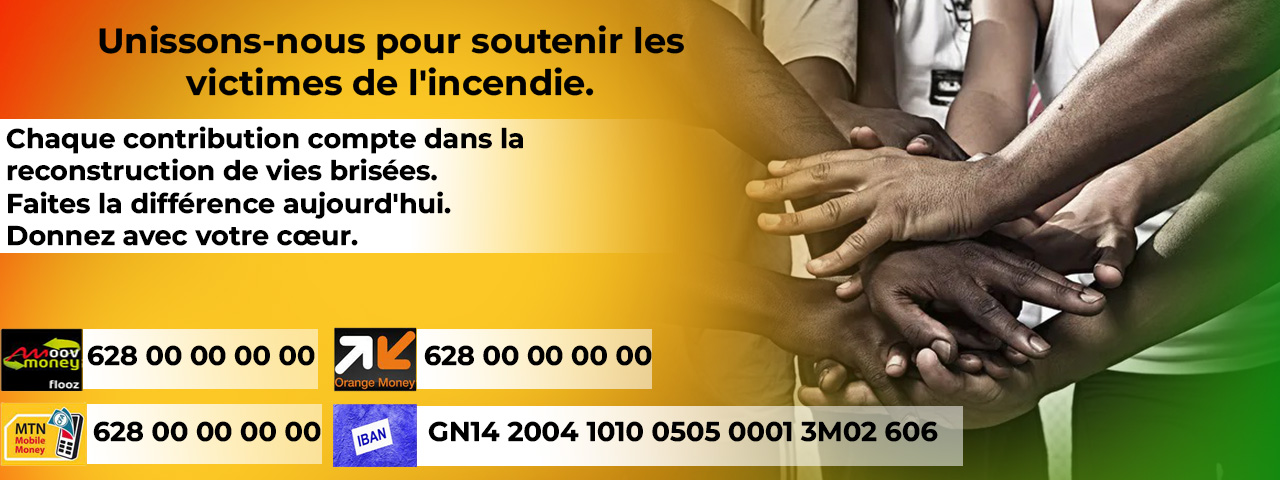 Unissons-nous pour soutenir les
victimes de l'incendie.
Chaque contribution compte dans la
reconstruction de vies brisées.
Faites la différence aujourd'hui.
Donnez avec votre cœur.
moov
money
flooz
628 00 00 00 00
Orange Money
628 00 00 00 00
MTN
Mobile
Money
$
628 00 00 00 00
IBAN
GN14 2004 1010 0505 0001 3M02 606